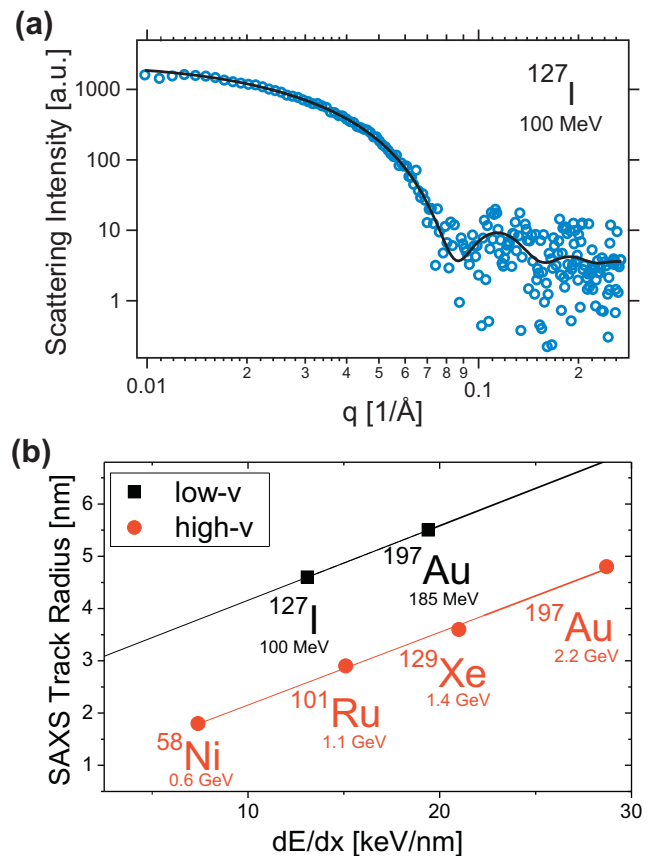 (a)
Scattering Intensity [a.u.]
1000
100
10
1
127I
100 MeV
0.01 2 3 4 5 6 7 8 9 0.1 2
q [1/Å]
(b)
SAXS Track Radius [nm]
6
5
4
3
2
1
low-v
high-v
197Au
185 MeV
127I
100 MeV
197Au
2.2 GeV
129Xe
1.4 GeV
101Ru
1.1 GeV
58Ni
0.6 GeV
10 20 30
dE/dx [keV/nm]